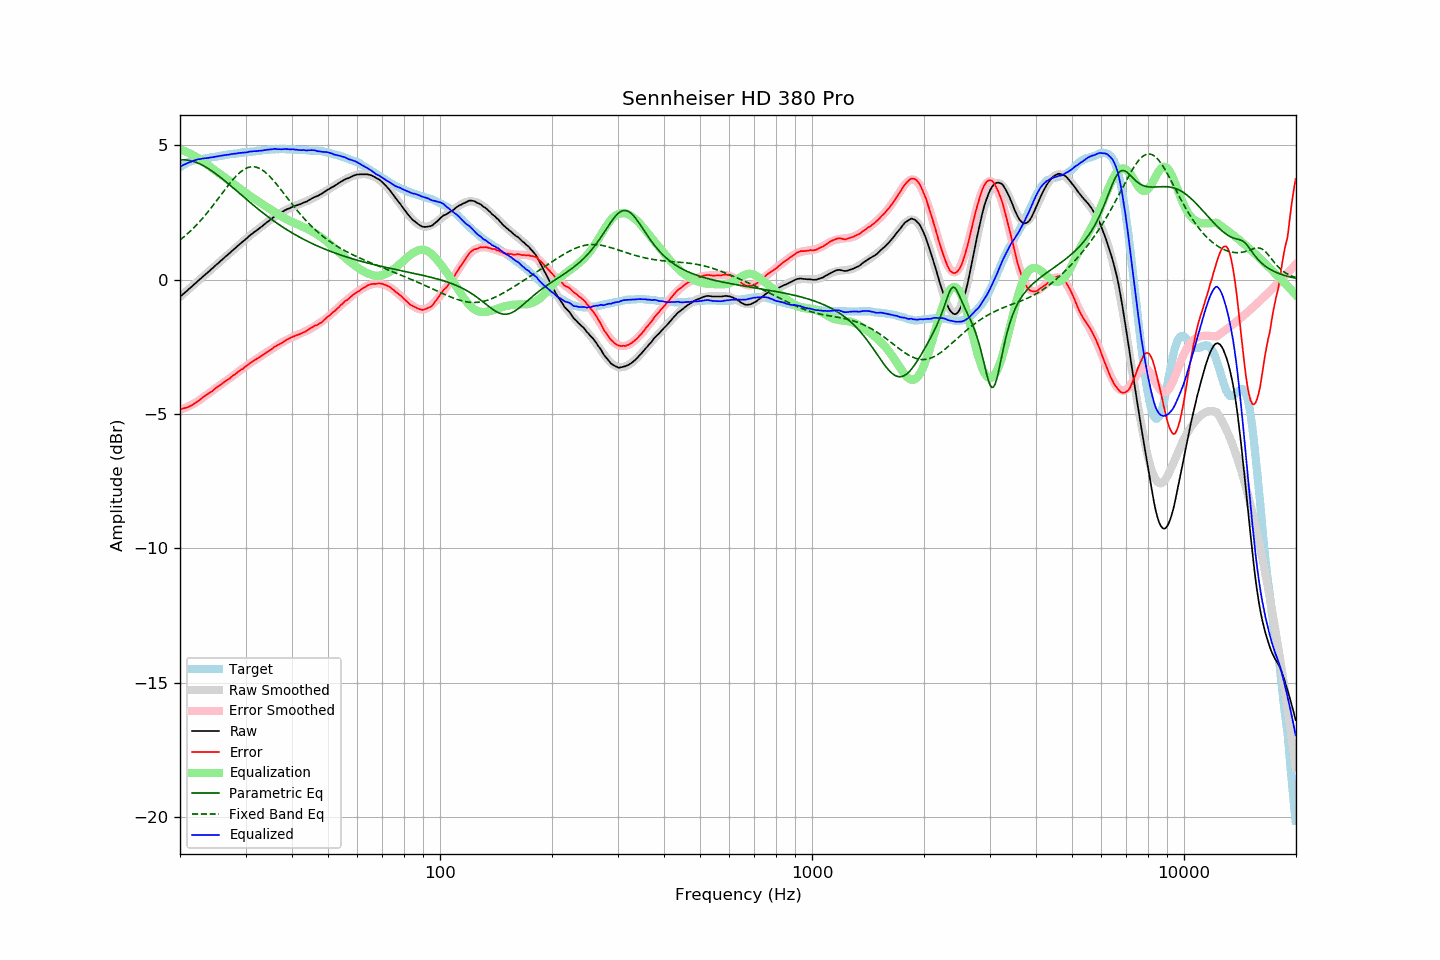 Sennheiser HD 380 Pro
Amplitude (dBr)
5
0
−5
−10
−15
−20
Target
Raw Smoothed
Error Smoothed
Raw
Error
Equalization
Parametric Eq
Fixed Band Eq
Equalized
100
1000
10000
Frequency (Hz)